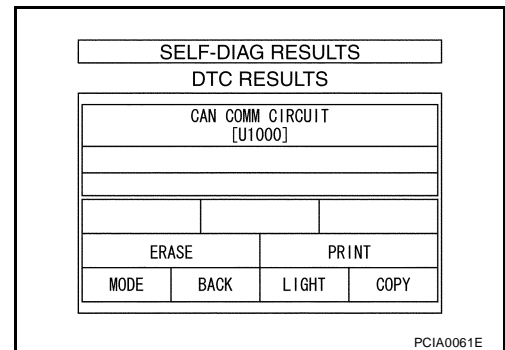 SELF-DIAG RESULTS
DTC RESULTS
CAN COMM CIRCUIT
[U1000]
ERASE PRINT
MODE BACK LIGHT COPY
PCIA0061E